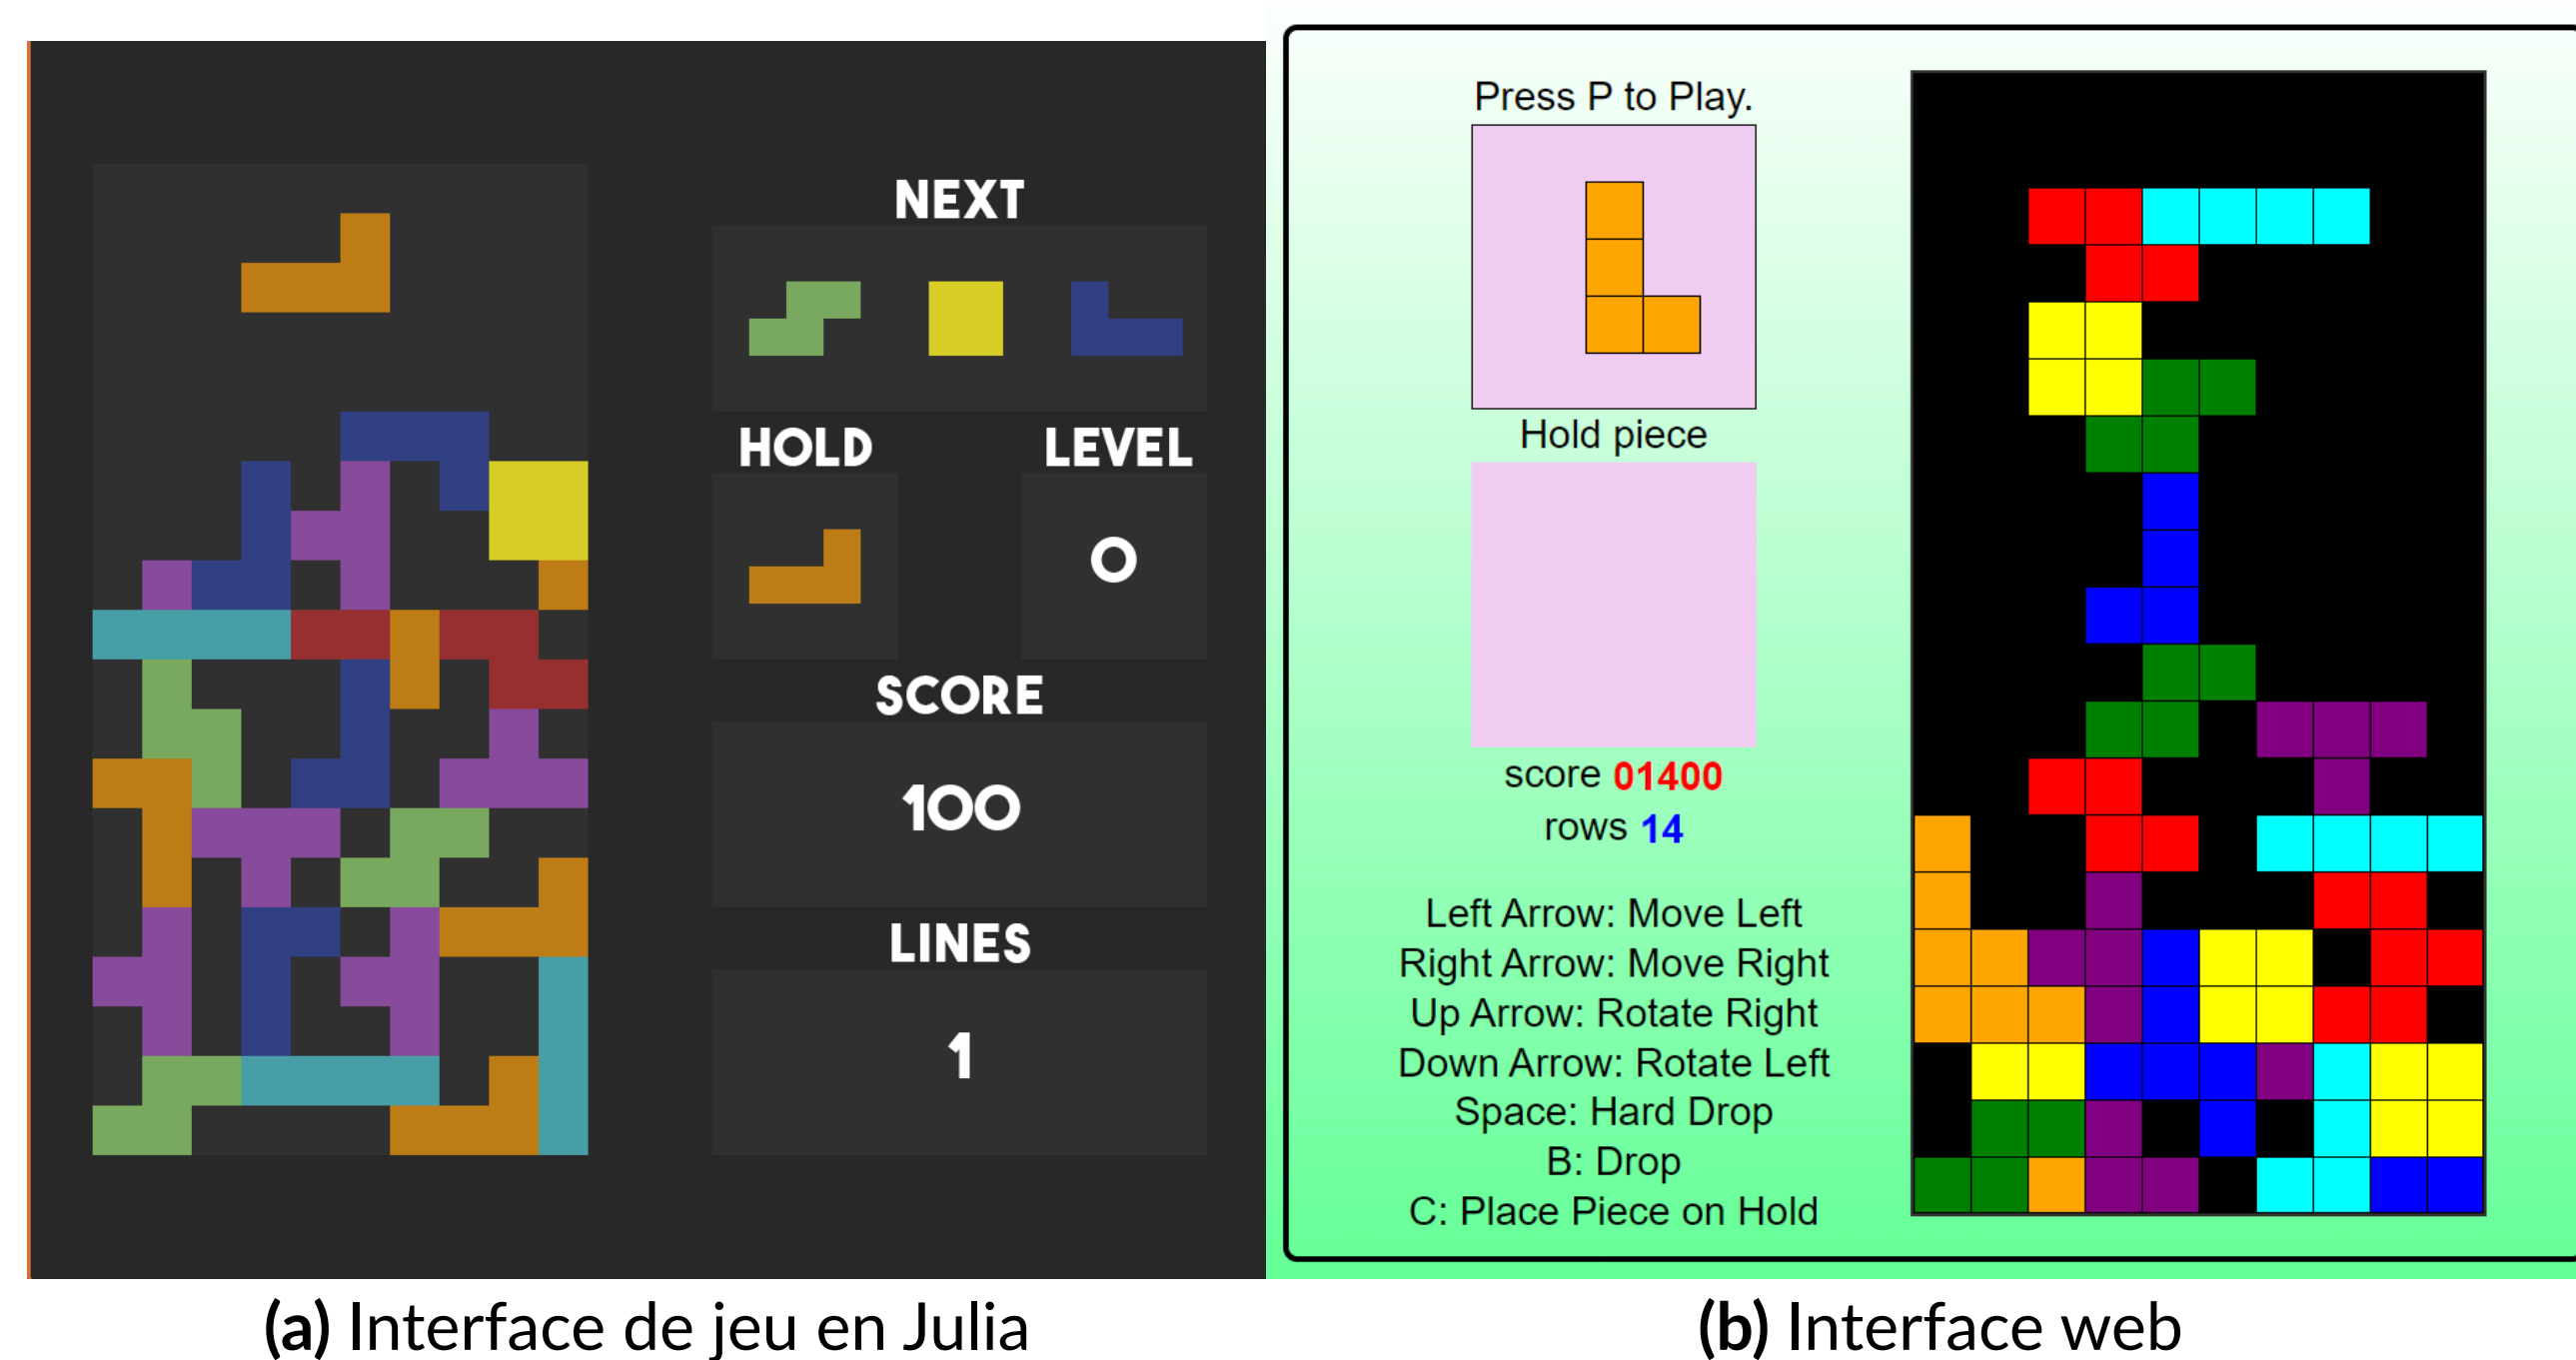 NEXT
HOLD
LEVEL
0
SCORE
100
LINES
1
Press P to Play.
Hold piece
score 01400
rows 14
Left Arrow: Move Left
Right Arrow: Move Right
Up Arrow: Rotate Right
Down Arrow: Rotate Left
Space: Hard Drop
B: Drop
C: Place Piece on Hold
(a) Interface de jeu en Julia
(b) Interface web